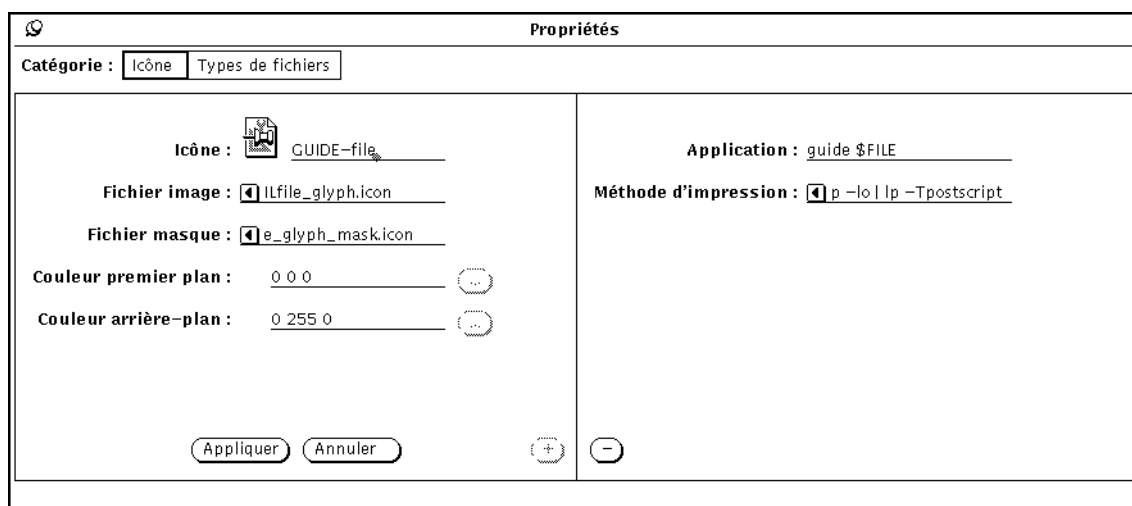 Propriétés
Catégorie : Icône Types de fichiers
Icône : GUIDE-file
Fichier image : ILfile_glyph.icon
Fichier masque : e_glyph_mask.icon
Couleur premier plan : 0 0 0 ...
Couleur arrière-plan : 0 255 0 ...
Appliquer Annuler +
Application : guide $FILE
Méthode d'impression : p -lo | lp -Tpostscript
-